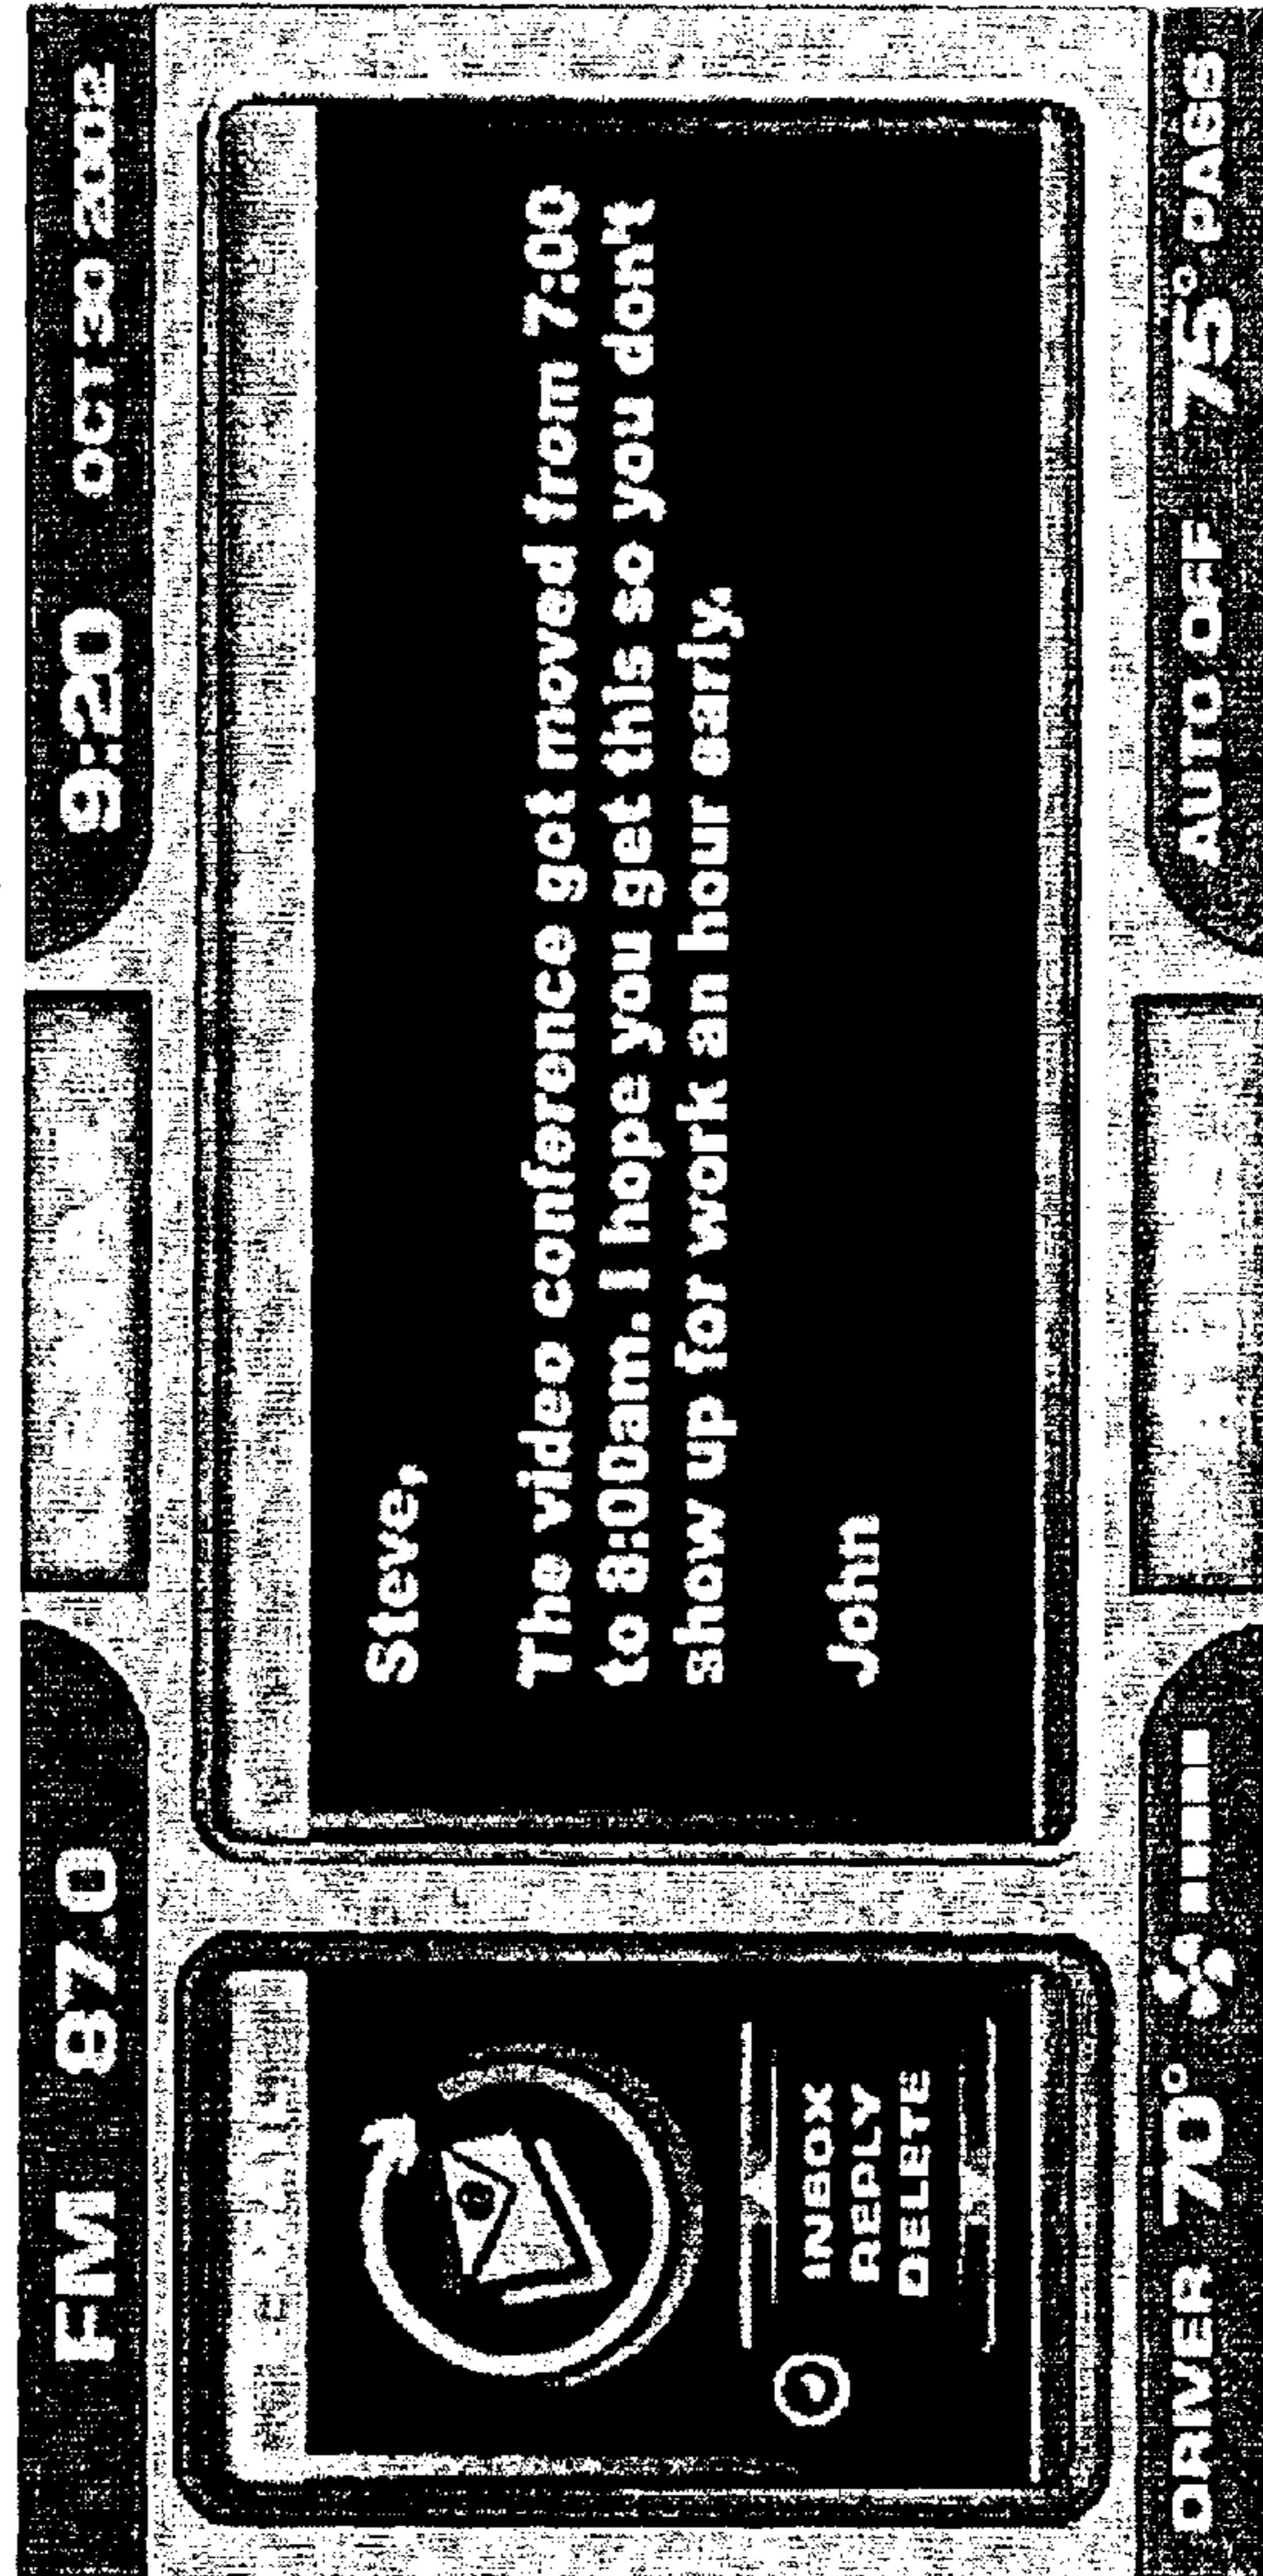 FM 87.0
9:20 OCT 30 2002
INBOX
REPLY
DELETE
Steve,
The video conference got moved from 7:00
to 8:00am. I hope you get this so you don't
show up for work an hour early.
John
DRIVER 70°
AUTO OFF 75° PASS